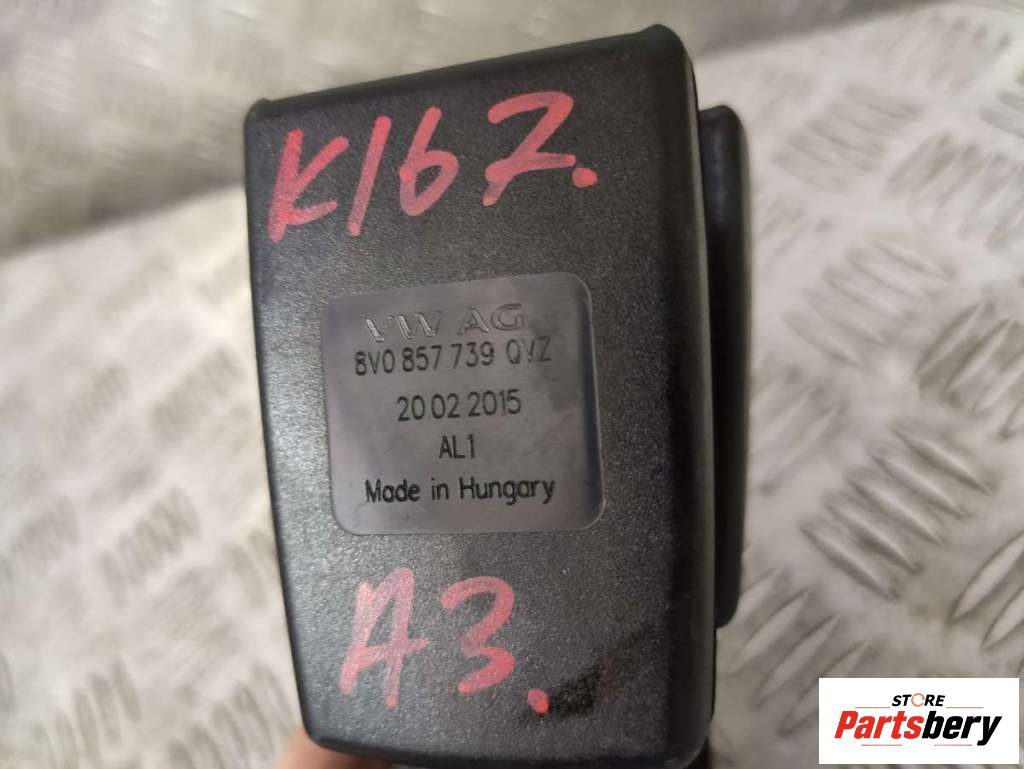 K167.
VW AG
8V0 857 739 QVZ
20 02 2015
AL1
Made in Hungary
A3.
STORE
Partsbery